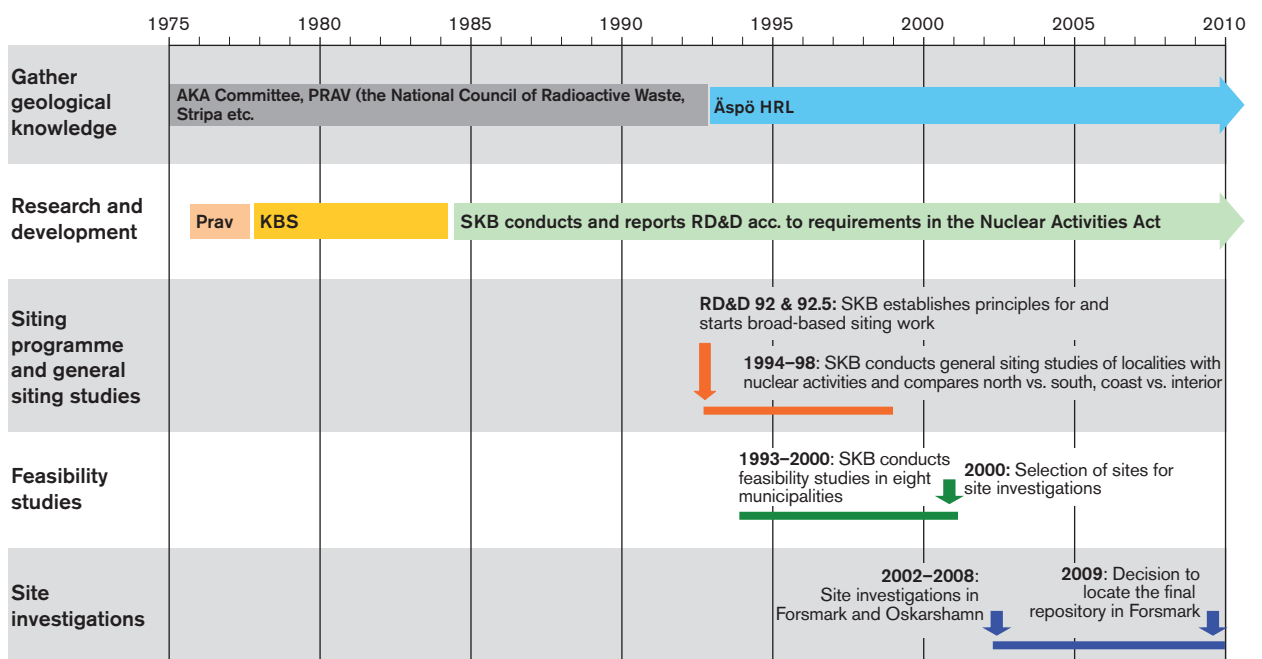 1975 1980 1985 1990 1995 2000 2005 2010
Gather
geological
knowledge
AKA Committee, PRAV (the National Council of Radioactive Waste,
Stripa etc.
Äspö HRL
Research and
development
Prav
KBS
SKB conducts and reports RD&D acc. to requirements in the Nuclear Activities Act
Siting
programme
and general
siting studies
RD&D 92 & 92.5: SKB establishes principles for and
starts broad-based siting work
1994–98: SKB conducts general siting studies of localities with
nuclear activities and compares north vs. south, coast vs. interior
Feasibility
studies
1993–2000: SKB conducts
feasibility studies in eight
municipalities
2000: Selection of sites for
site investigations
Site
investigations
2002–2008:
Site investigations in
Forsmark and Oskarshamn
2009: Decision to
locate the final
repository in Forsmark